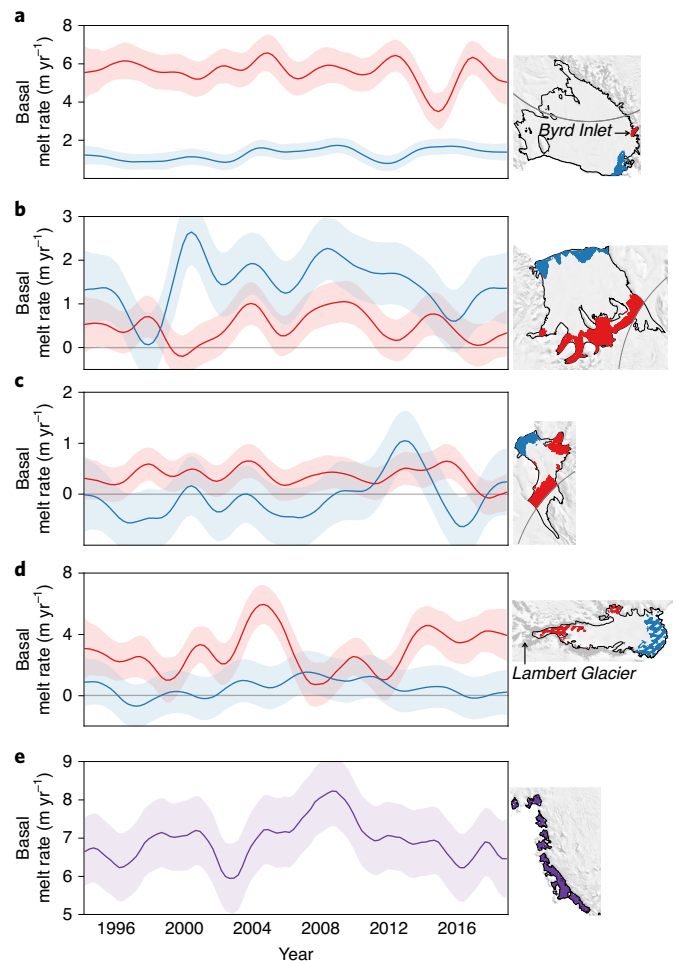 a
Basal
melt rate (m yr⁻¹)
8
6
4
2
Byrd Inlet
b
Basal
melt rate (m yr⁻¹)
3
2
1
0
c
Basal
melt rate (m yr⁻¹)
2
1
0
d
Basal
melt rate (m yr⁻¹)
8
4
0
Lambert Glacier
e
Basal
melt rate (m yr⁻¹)
9
8
7
6
5
1996 2000 2004 2008 2012 2016
Year